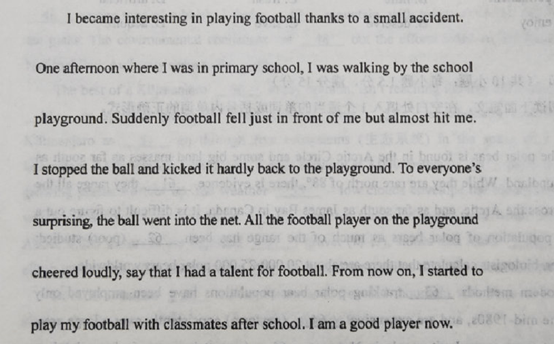 I became interesting in playing football thanks to a small accident.
One afternoon where I was in primary school, I was walking by the school
playground. Suddenly football fell just in front of me but almost hit me.
I stopped the ball and kicked it hardly back to the playground. To everyone's
surprising, the ball went into the net. All the football player on the playground
cheered loudly, say that I had a talent for football. From now on, I started to
play my football with classmates after school. I am a good player now.